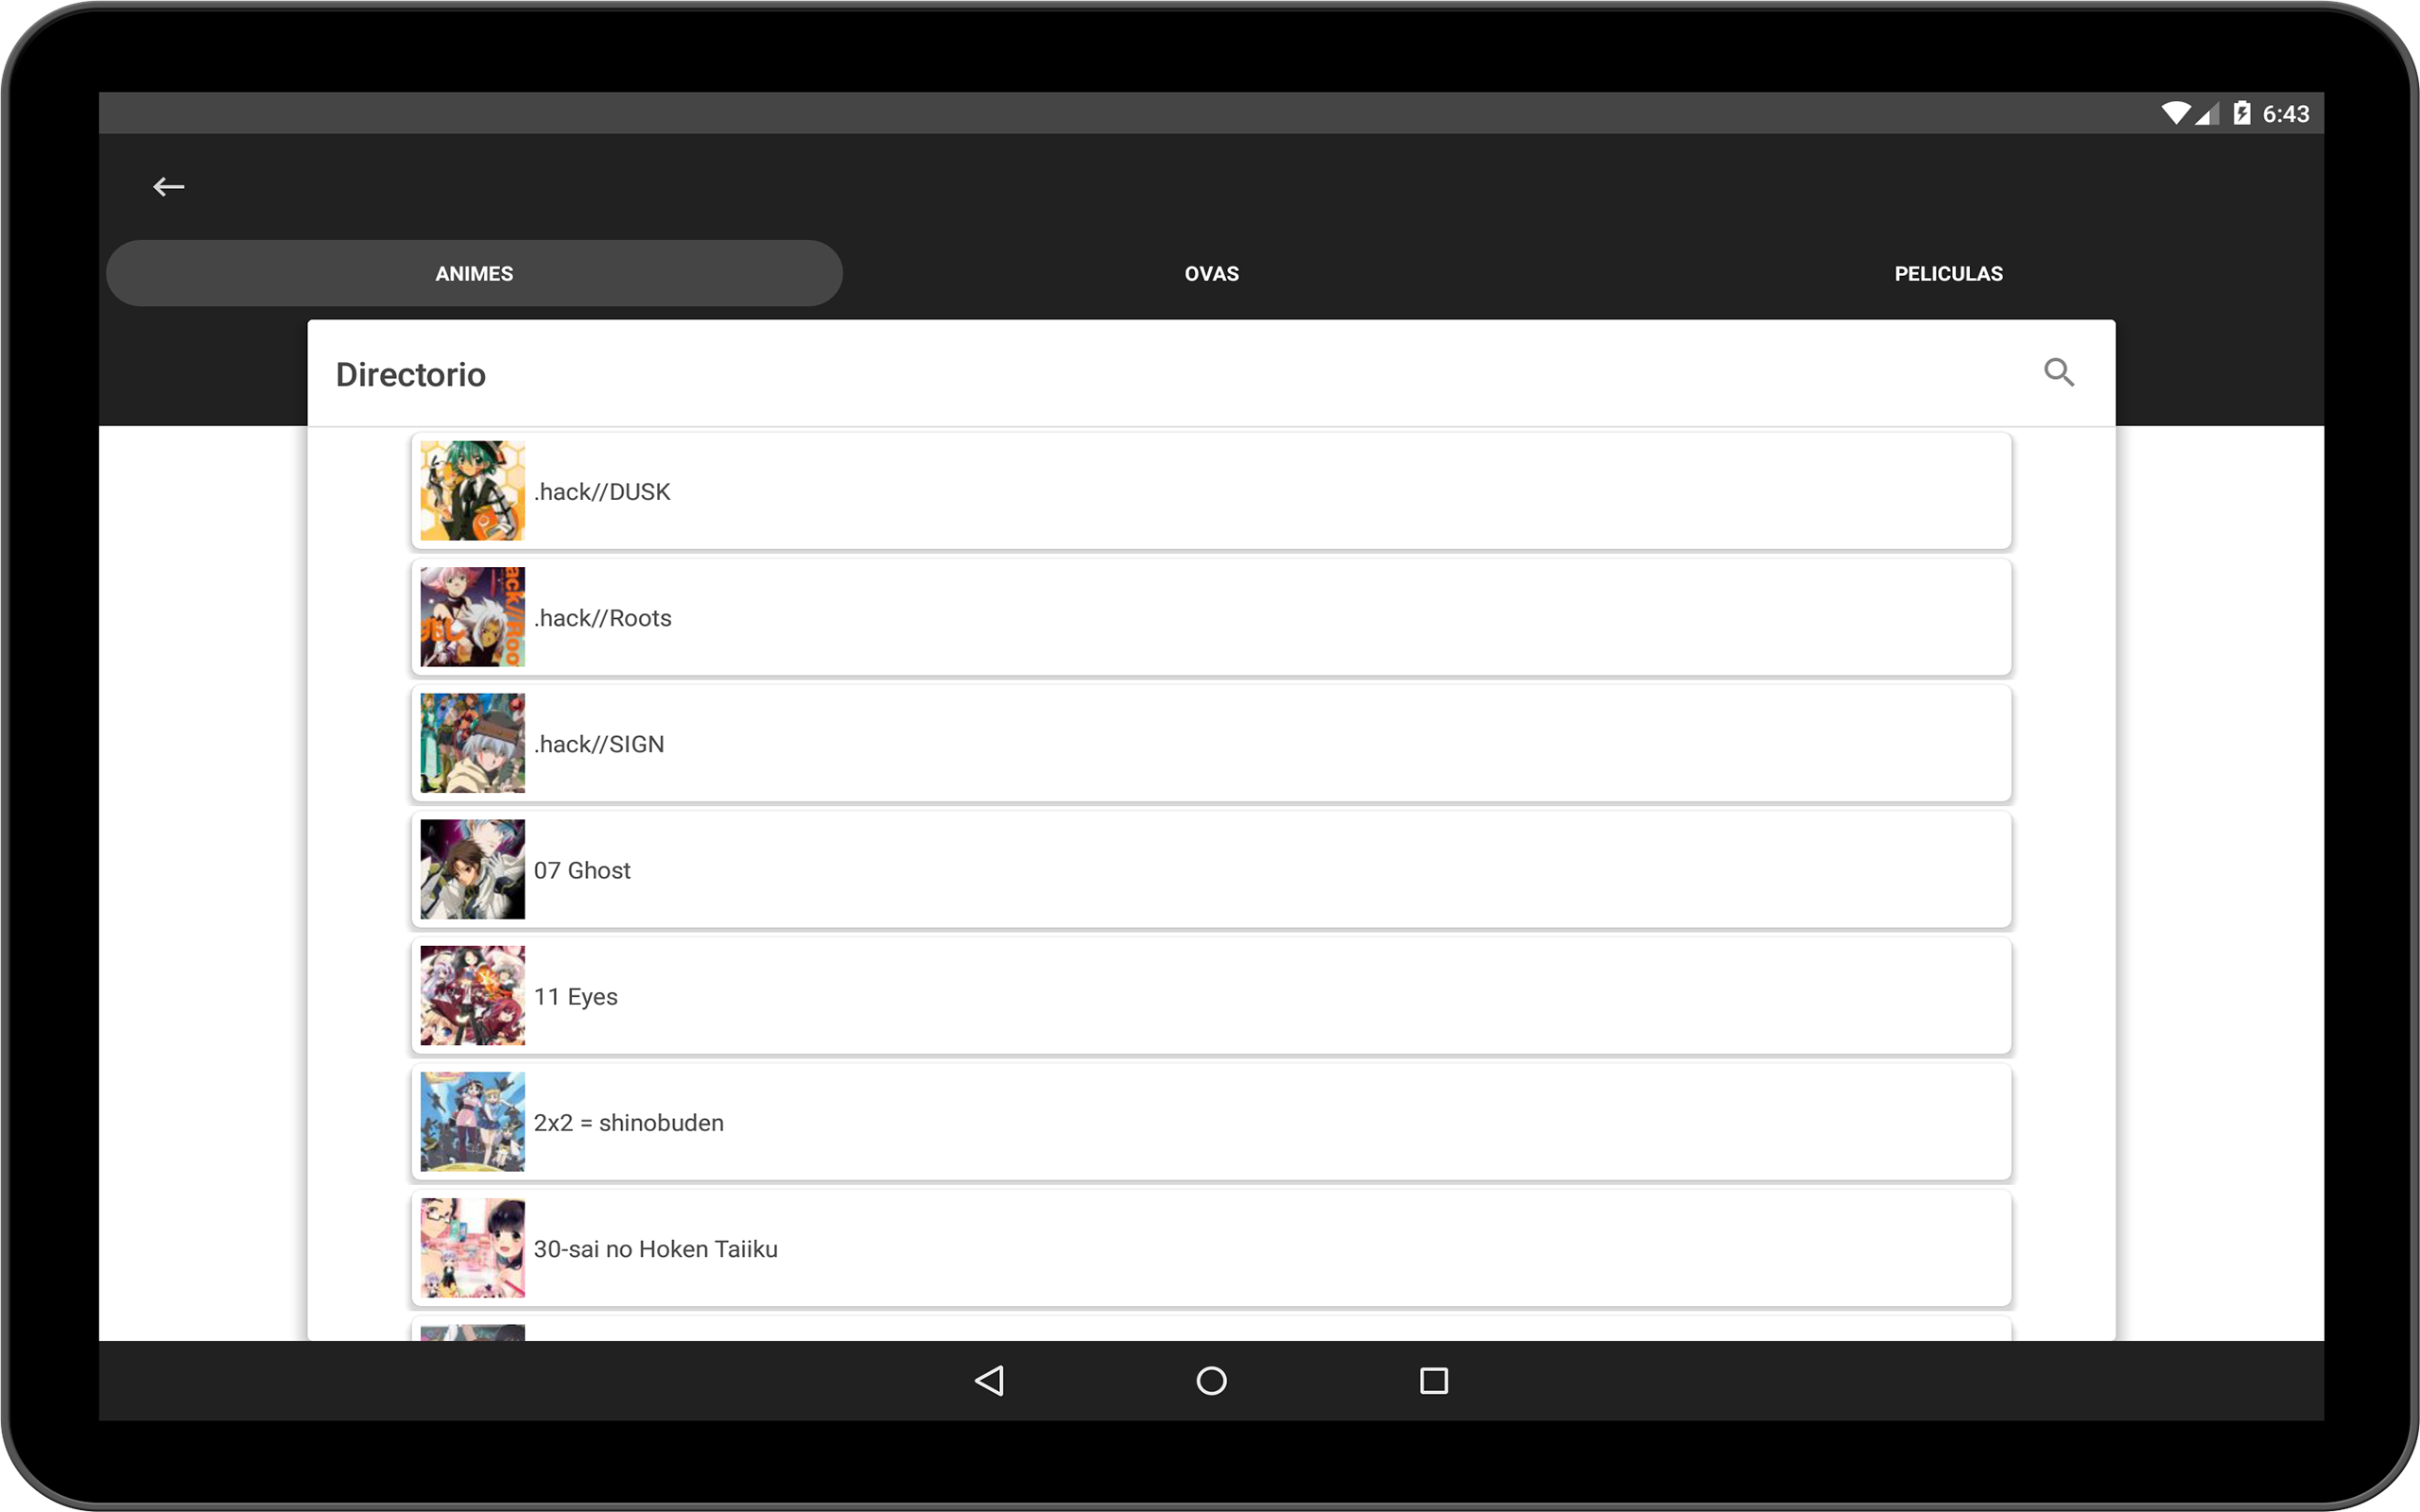 6:43
ANIMES
OVAS
PELICULAS
Directorio
.hack//DUSK
.hack//Roots
.hack//SIGN
07 Ghost
11 Eyes
2x2 = shinobuden
30-sai no Hoken Taiiku